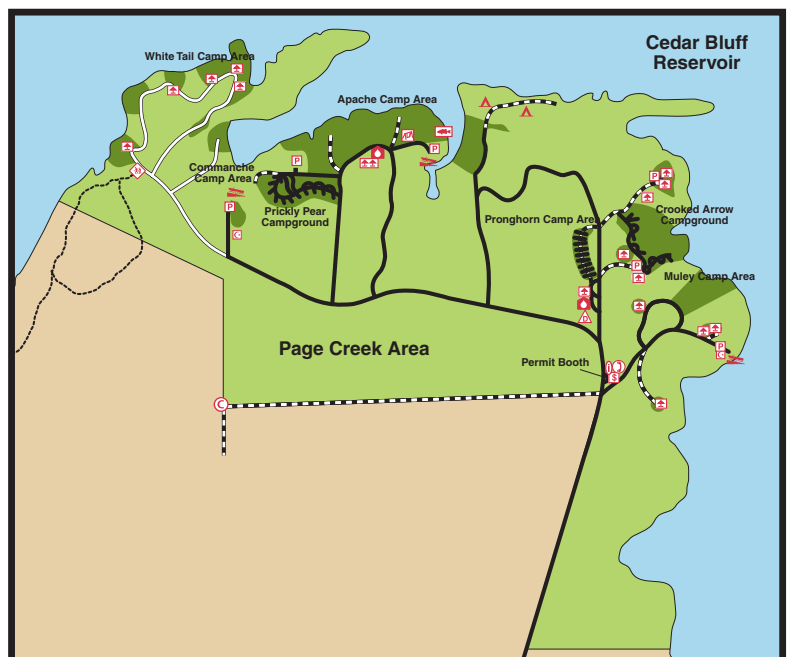 Cedar Bluff
Reservoir
White Tail Camp Area
Apache Camp Area
Commanche
Camp Area
P
P
P
Prickly Pear
Campground
Pronghorn Camp Area
P
Crooked Arrow
Campground
P
Muley Camp Area
D
Page Creek Area
Permit Booth
P
C
$
C